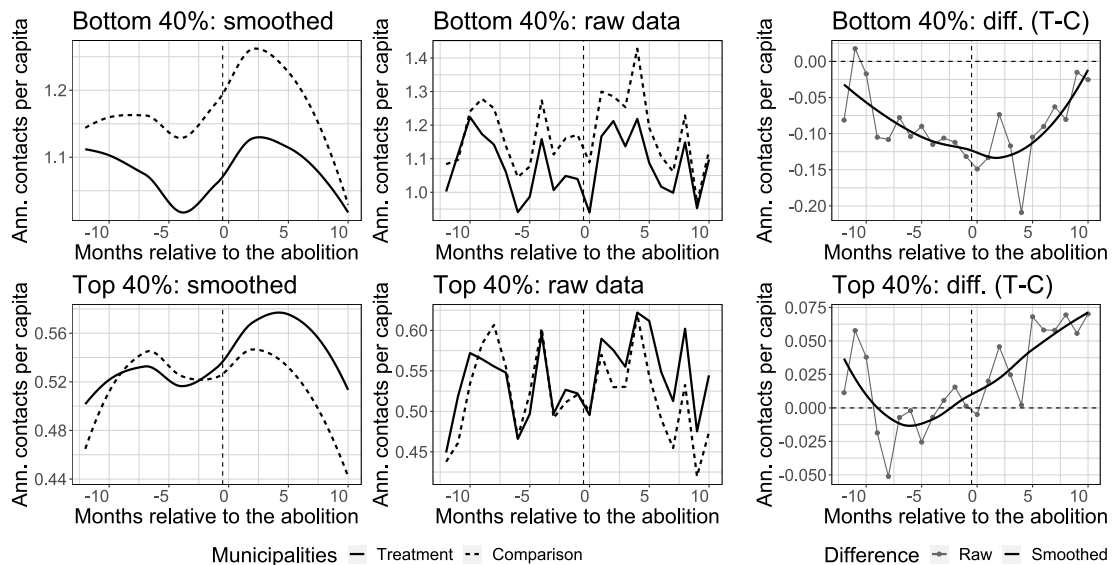 Bottom 40%: smoothed
Bottom 40%: raw data
Bottom 40%: diff. (T-C)
Ann. contacts per capita
1.2
1.1
-10
-5
0
5
10
Months relative to the abolition
Ann. contacts per capita
1.4
1.3
1.2
1.1
1.0
-10
-5
0
5
10
Months relative to the abolition
Ann. contacts per capita
0.00
-0.05
-0.10
-0.15
-0.20
-10
-5
0
5
10
Months relative to the abolition
Top 40%: smoothed
Top 40%: raw data
Top 40%: diff. (T-C)
Ann. contacts per capita
0.56
0.52
0.48
0.44
-10
-5
0
5
10
Months relative to the abolition
Ann. contacts per capita
0.60
0.55
0.50
0.45
-10
-5
0
5
10
Months relative to the abolition
Ann. contacts per capita
0.075
0.050
0.025
0.000
-0.025
-0.050
-10
-5
0
5
10
Months relative to the abolition
Municipalities Treatment Comparison
Difference Raw Smoothed